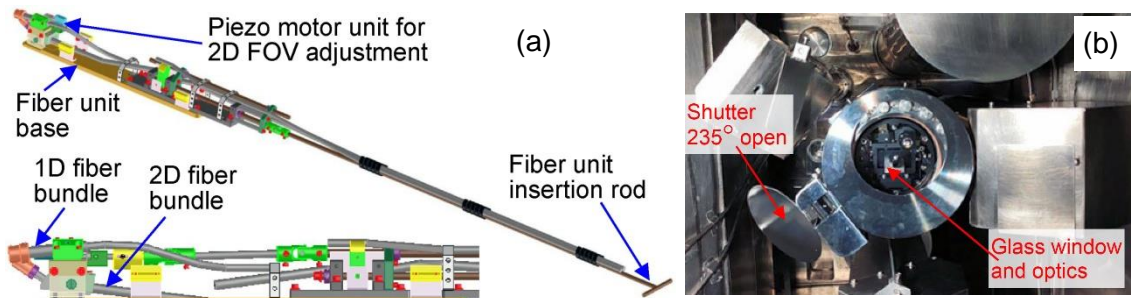 Piezo motor unit for
2D FOV adjustment
(a)
Fiber unit
base
1D fiber
bundle
2D fiber
bundle
Fiber unit
insertion rod
(b)
Shutter
235° open
Glass window
and optics